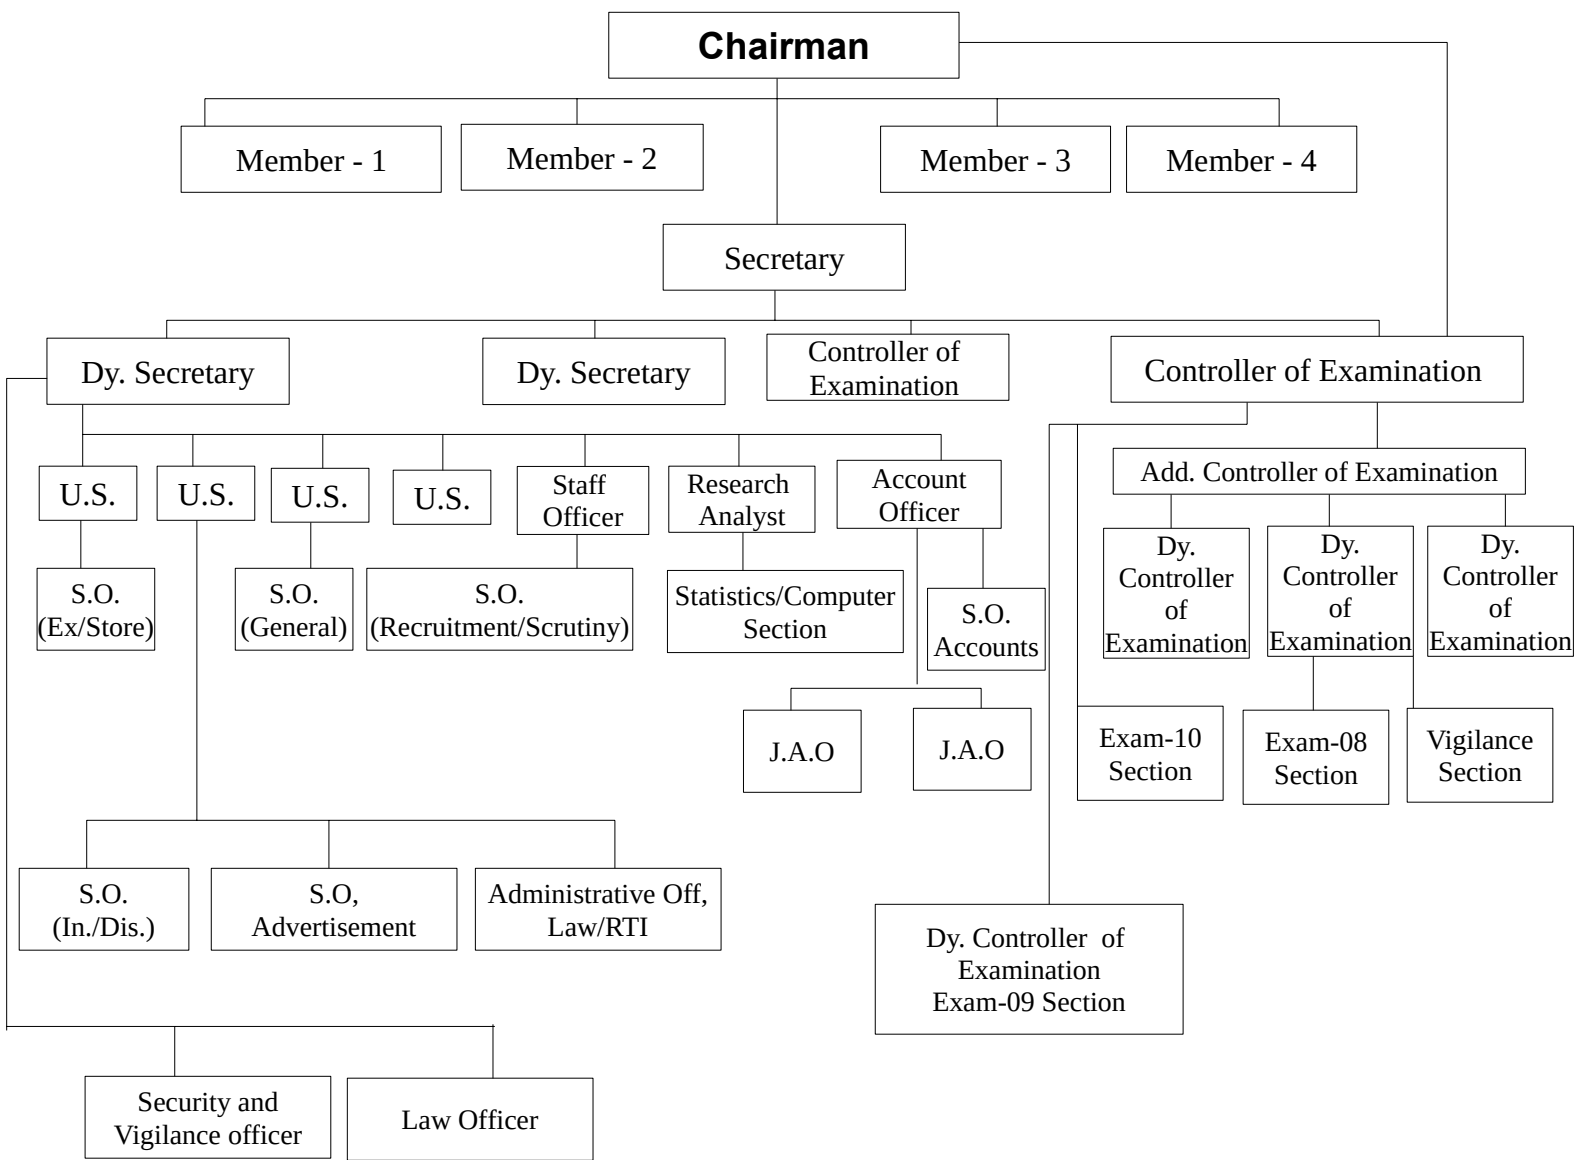 Chairman
Member - 1
Member - 2
Member - 3
Member - 4
Secretary
Dy. Secretary
Dy. Secretary
Controller of
Examination
Controller of Examination
U.S.
U.S.
U.S.
U.S.
Staff
Officer
Research
Analyst
Account
Officer
Add. Controller of Examination
S.O.
(Ex/Store)
S.O.
(General)
S.O.
(Recruitment/Scrutiny)
Statistics/Computer
Section
S.O.
Accounts
Dy.
Controller
of
Examination
Dy.
Controller
of
Examination
Dy.
Controller
of
Examination
J.A.O
J.A.O
Exam-10
Section
Exam-08
Section
Vigilance
Section
S.O.
(In./Dis.)
S.O,
Advertisement
Administrative Off,
Law/RTI
Dy. Controller of
Examination
Exam-09 Section
Security and
Vigilance officer
Law Officer